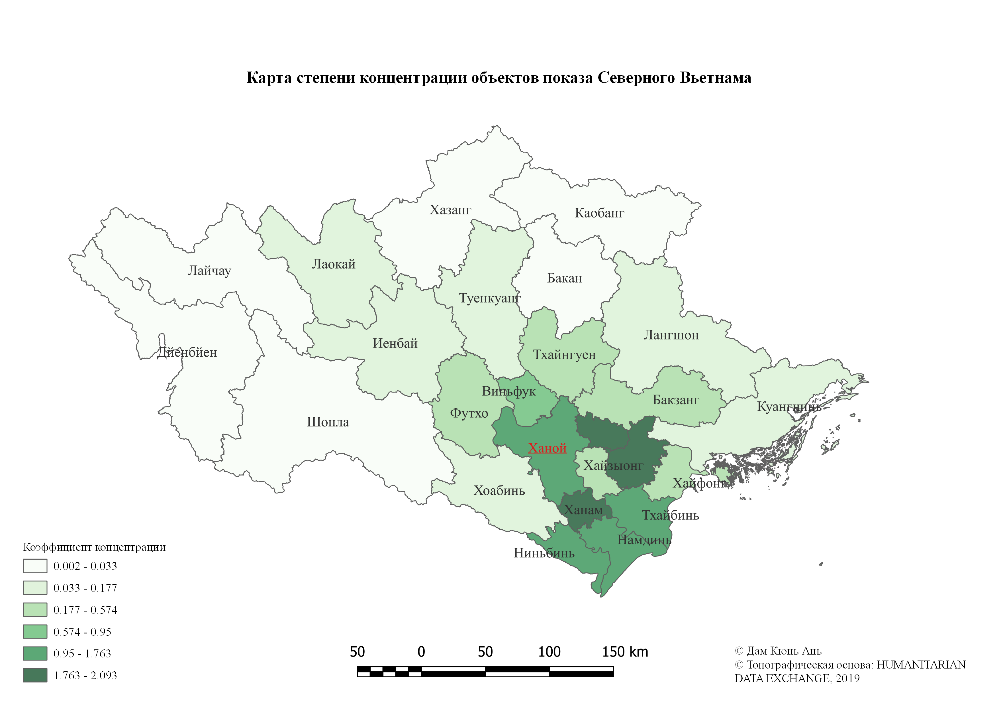 Карта степени концентрации объектов показа Северного Вьетнама
Хазанг
Каобанг
Лаокай
Лайчау
Бакан
Туенкуанг
Лангшон
Иенбай
Дйенбйен
Тхайнгуен
Виньфук
Бакзанг
Куангнинь
Футхо
Шонла
Ханой
Хайзыонг
Хайфонг
Хоабинь
Ханам
Тхайбинь
Намдинь
Ниньбинь
Коэффициент концентрации
0.002 - 0.033
0.033 - 0.177
0.177 - 0.574
0.574 - 0.95
0.95 - 1.763
1.763 - 2.093
50 0 50 100 150 km
© Дам Кюнь Ань
© Топографическая основа: HUMANITARIAN
DATA EXCHANGE, 2019